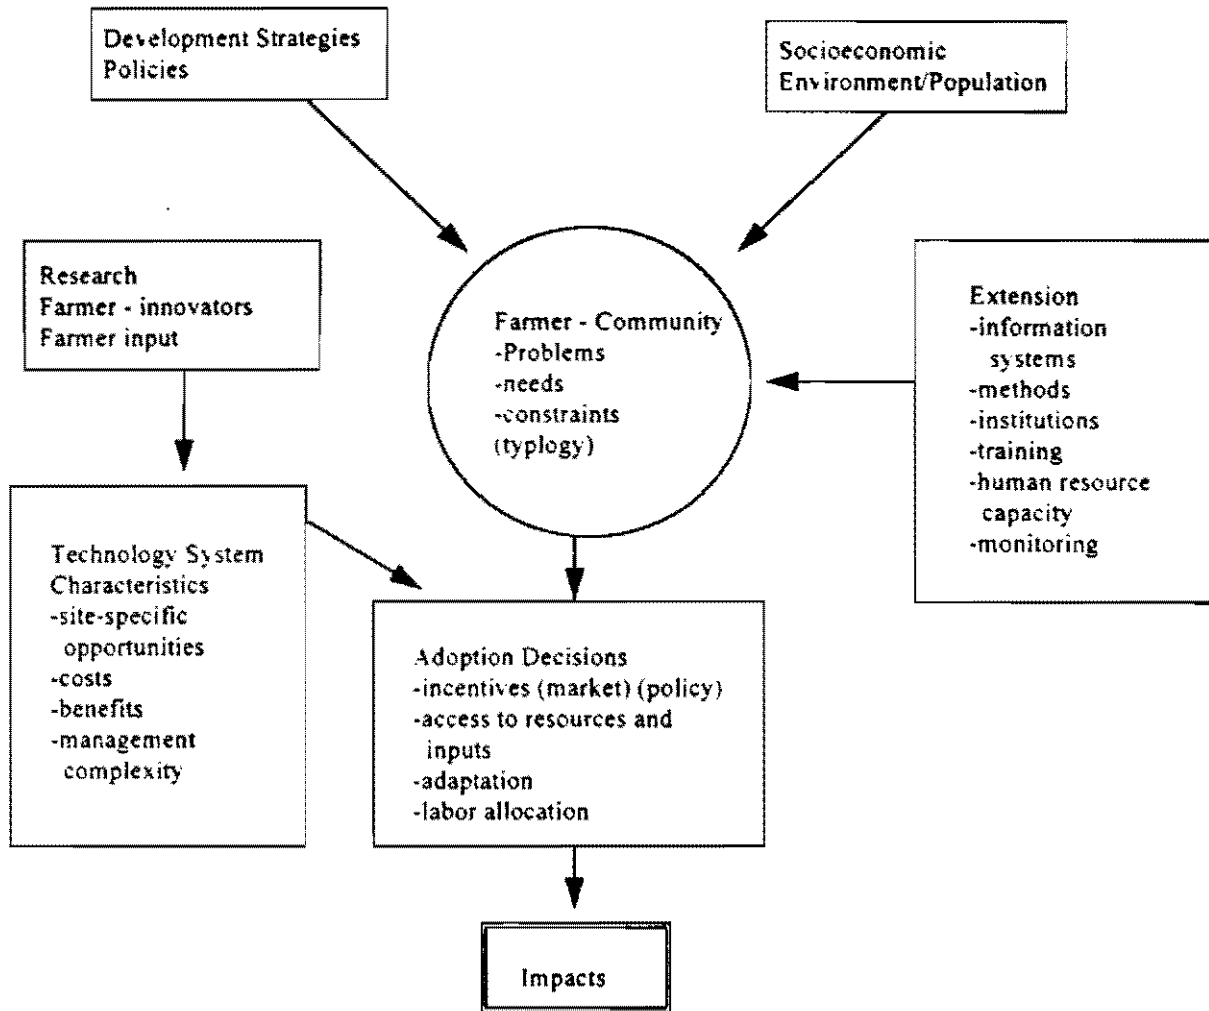 Development Strategies
Policies
Socioeconomic
Environment/Population
Research
Farmer - innovators
Farmer input
Farmer - Community
-Problems
-needs
-constraints
(typlogy)
Extension
-information
systems
-methods
-institutions
-training
-human resource
capacity
-monitoring
Technology System
Characteristics
-site-specific
opportunities
-costs
-benefits
-management
complexity
Adoption Decisions
-incentives (market) (policy)
-access to resources and
inputs
-adaptation
-labor allocation
Impacts